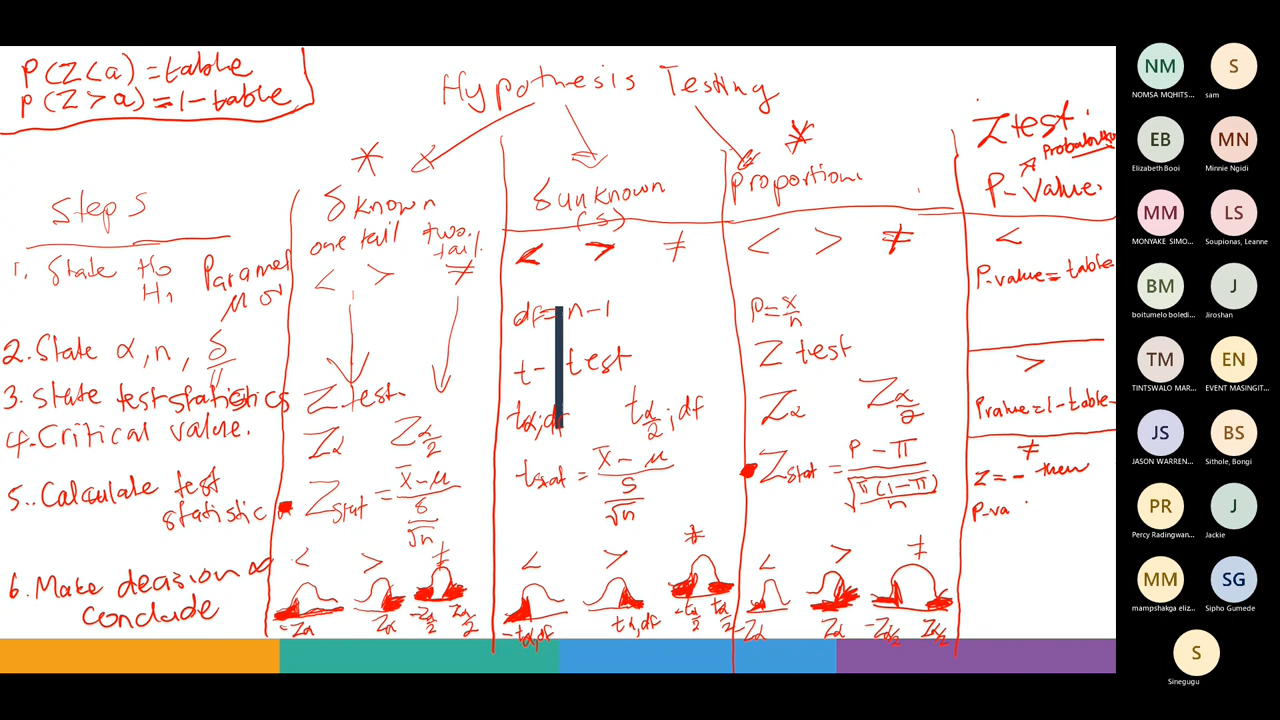 P(Z<a)=table
P(Z>a)=1-table
Hypothesis Testing
Z test.
Probability
P-Value.
Steps
δ known
one tail two tail.
< > ≠
δ unknown
(s)
< > ≠
Proportion.
< > ≠
<
P-value=table
>
Pvalue=1-table
≠
Z=- then
P-va
1. State H0
H1
Paramet
μ or
2. State α, n, δ
3. State test statistics
4. Critical value.
5. Calculate test
statistic
6. Make decision &
conclude
Z test
Zα Zα/2
Zstat = (x̄-μ)/(δ/√n)
< > ≠
-Zα Zα -Zα/2 Zα/2
df=n-1
t-test
tα;df tα/2;df
tstat = (x̄-μ)/(s/√n)
< > ≠
-tα,df tα,df -tα/2 tα/2
P=x/n
Z test
Zα Zα/2
Zstat = (P-π)/√(π(1-π)/n)
< > ≠
-Zα Zα -Zα/2 Zα/2
NM
NOMSA MQHITS...
S
sam
EB
Elizabeth Booi
MN
Minnie Ngidi
MM
MONYAKE SIMO...
LS
Soupionas, Leanne
BM
boitumelo boledi...
J
Jiroshan
TM
TINTSWALO MAR...
EN
EVENT MASINGIT...
JS
JASON WARREN...
BS
Sithole, Bongi
PR
Percy Radingwan...
J
Jackie
MM
mampshakga eliz...
SG
Sipho Gumede
S
Sinegugu